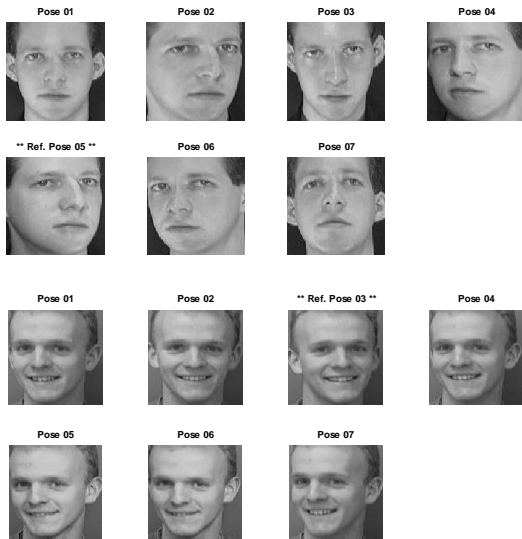 Pose 01 Pose 02 Pose 03 Pose 04
** Ref. Pose 05 ** Pose 06 Pose 07
Pose 01 Pose 02 ** Ref. Pose 03 ** Pose 04
Pose 05 Pose 06 Pose 07